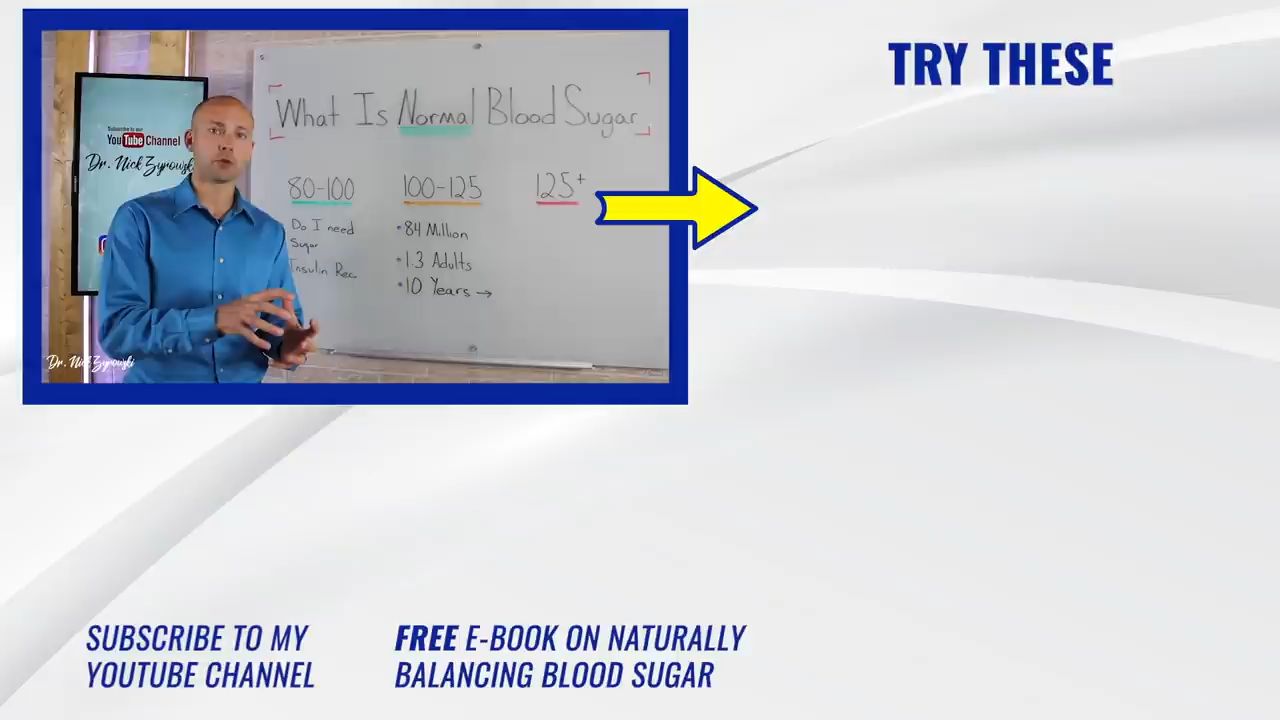 TRY THESE
What Is Normal Blood Sugar
Subscribe to our
YouTube Channel
Dr. Nick Zyrowski
80-100
Do I need
Sugar
Insulin Rec
100-125
• 84 Million
• 1.3 Adults
• 10 Years →
125+
Dr. Nick Zyrowski
SUBSCRIBE TO MY
YOUTUBE CHANNEL
FREE E-BOOK ON NATURALLY
BALANCING BLOOD SUGAR